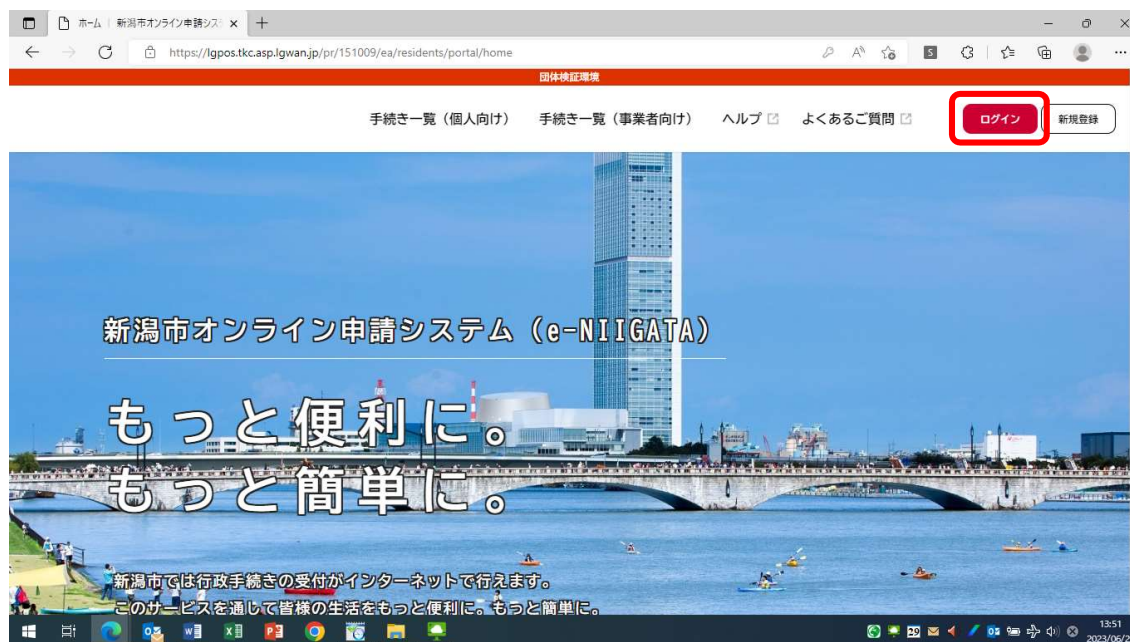 ホーム | 新潟市オンライン申請シス
https://lgpos.tkc.asp.lgwan.jp/pr/151009/ea/residents/portal/home
団体検証環境
手続き一覧（個人向け） 手続き一覧（事業者向け） ヘルプ よくあるご質問 ログイン 新規登録
新潟市オンライン申請システム（e-NIIGATA）
もっと便利に。
もっと簡単に。
新潟市では行政手続きの受付がインターネットで行えます。
このサービスを通じて皆様の生活をもっと便利に。もっと簡単に。
13:51
2023/06/2